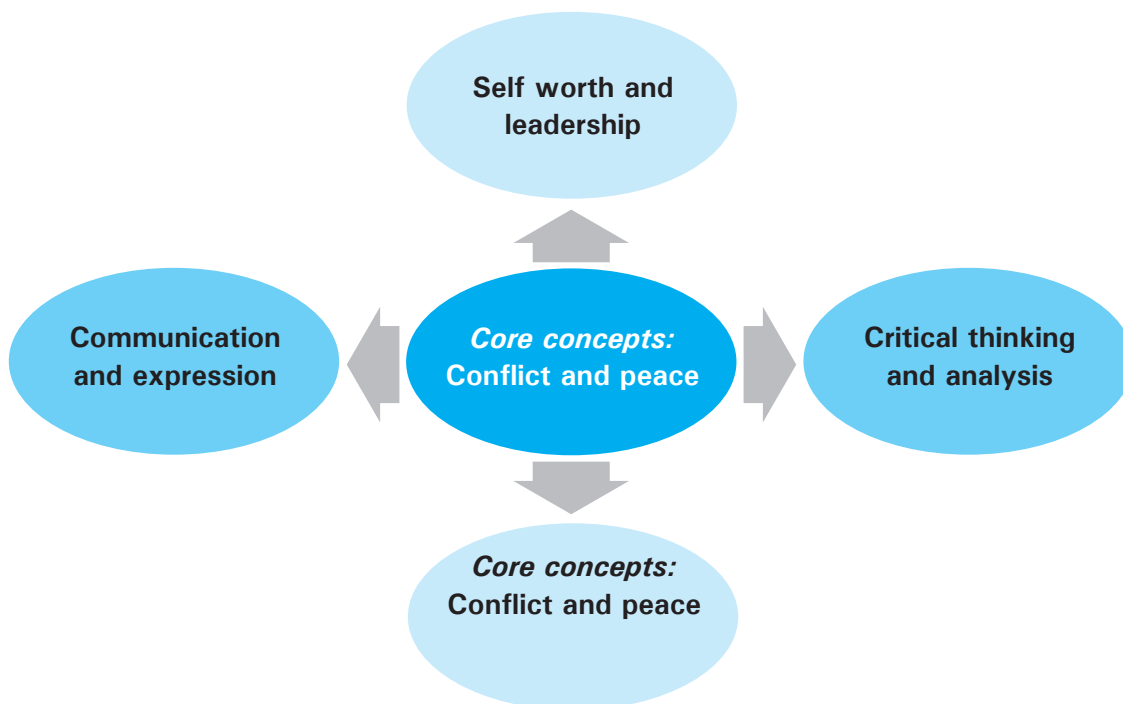 Self worth and
leadership
Communication
and expression
Core concepts:
Conflict and peace
Critical thinking
and analysis
Core concepts:
Conflict and peace